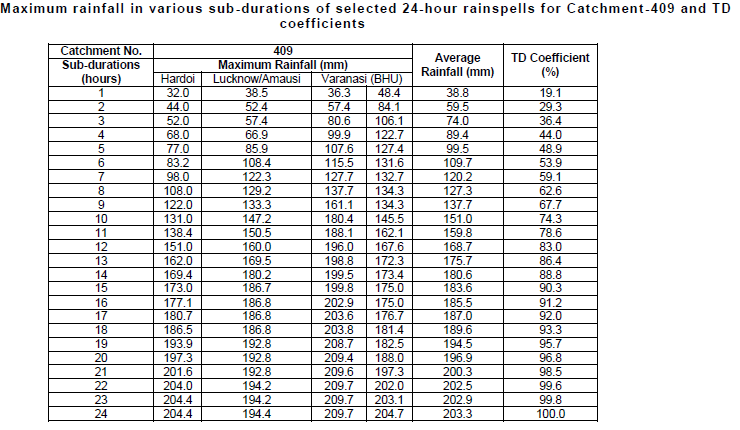 Maximum rainfall in various sub-durations of selected 24-hour rainspells for Catchment-409 and TD
coefficients
Catchment No. 409 Average Rainfall (mm) TD Coefficient (%)
Sub-durations (hours) Maximum Rainfall (mm)
Hardoi Lucknow/Amausi Varanasi (BHU)
1 32.0 38.5 36.3 48.4 38.8 19.1
2 44.0 52.4 57.4 84.1 59.5 29.3
3 52.0 57.4 80.6 106.1 74.0 36.4
4 68.0 66.9 99.9 122.7 89.4 44.0
5 77.0 85.9 107.6 127.4 99.5 48.9
6 83.2 108.4 115.5 131.6 109.7 53.9
7 98.0 122.3 127.7 132.7 120.2 59.1
8 108.0 129.2 137.7 134.3 127.3 62.6
9 122.0 133.3 161.1 134.3 137.7 67.7
10 131.0 147.2 180.4 145.5 151.0 74.3
11 138.4 150.5 188.1 162.1 159.8 78.6
12 151.0 160.0 196.0 167.6 168.7 83.0
13 162.0 169.5 198.8 172.3 175.7 86.4
14 169.4 180.2 199.5 173.4 180.6 88.8
15 173.0 186.7 199.8 175.0 183.6 90.3
16 177.1 186.8 202.9 175.0 185.5 91.2
17 180.7 186.8 203.6 176.7 187.0 92.0
18 186.5 186.8 203.8 181.4 189.6 93.3
19 193.9 192.8 208.7 182.5 194.5 95.7
20 197.3 192.8 209.4 188.0 196.9 96.8
21 201.6 192.8 209.6 197.3 200.3 98.5
22 204.0 194.2 209.7 202.0 202.5 99.6
23 204.4 194.2 209.7 203.1 202.9 99.8
24 204.4 194.4 209.7 204.7 203.3 100.0